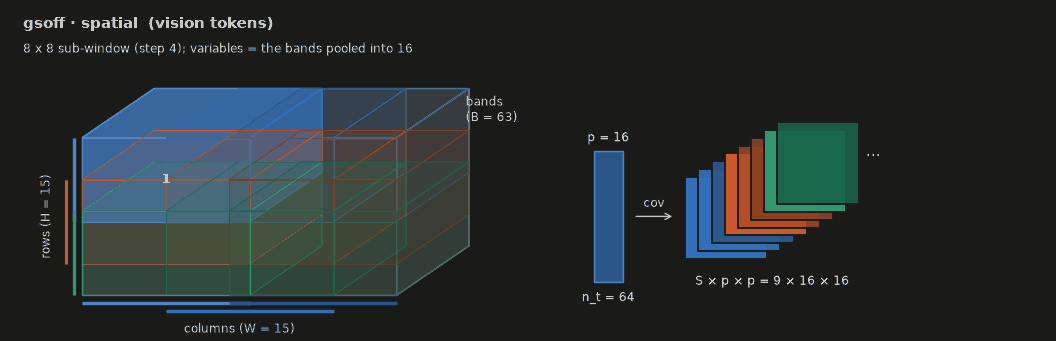 gsoff · spatial  (vision tokens)
8 x 8 sub-window (step 4); variables = the bands pooled into 16
bands
(B = 63)
1
rows (H = 15)
columns (W = 15)
p = 16
n_t = 64
cov
...
S × p × p = 9 × 16 × 16